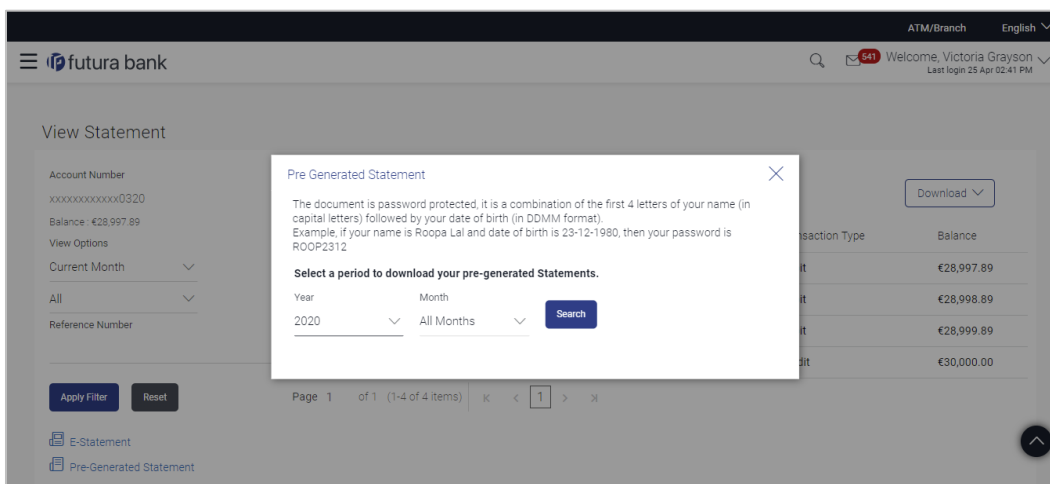 ATM/Branch English
futura bank
541 Welcome, Victoria Grayson
Last login 25 Apr 02:41 PM
View Statement
Account Number
xxxxxxxxxxxx0320
Balance : €28,997.89
View Options
Current Month
All
Reference Number
Apply Filter Reset
E-Statement
Pre-Generated Statement
Pre Generated Statement
The document is password protected, it is a combination of the first 4 letters of your name (in
capital letters) followed by your date of birth (in DDMM format).
Example, if your name is Roopa Lal and date of birth is 23-12-1980, then your password is
ROOP2312
Select a period to download your pre-generated Statements.
Year Month
2020 All Months Search
Download
Type Balance
€28,997.89
€28,998.89
€28,999.89
€30,000.00
Page 1 of 1 (1-4 of 4 items) 1